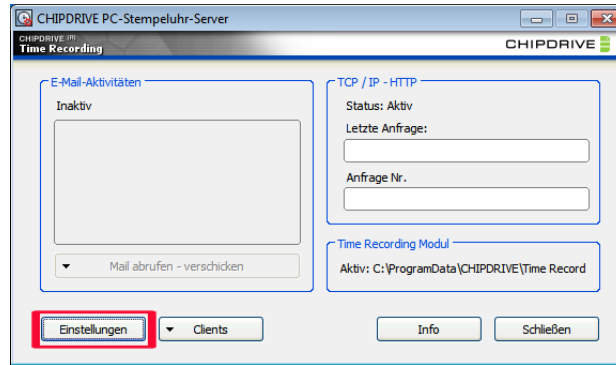 CHIPDRIVE PC-Stempeluhr-Server
CHIPDRIVE (R)
Time Recording
CHIPDRIVE
E-Mail-Aktivitäten
Inaktiv
Mail abrufen - verschicken
TCP / IP - HTTP
Status: Aktiv
Letzte Anfrage:
Anfrage Nr.
Time Recording Modul
Aktiv: C:\ProgramData\CHIPDRIVE\Time Record
Einstellungen
Clients
Info
Schließen